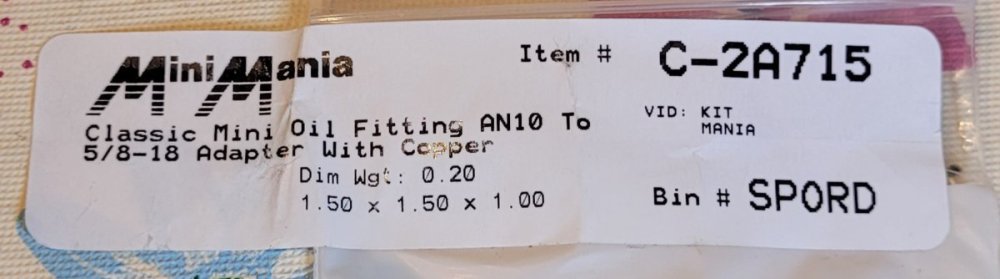 MiniMania
Item # C-2A715
VID: KIT
MANIA
Classic Mini Oil Fitting AN10 To
5/8-18 Adapter With Copper
Dim Wgt: 0.20
1.50 x 1.50 x 1.00
Bin # SPORD